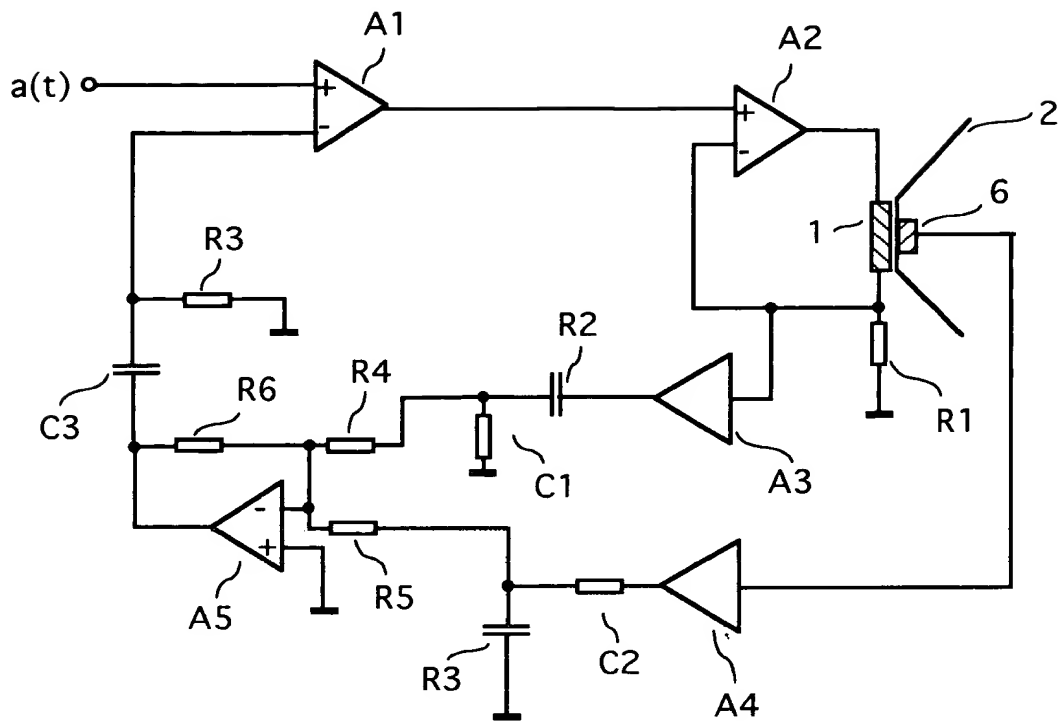 A1
A2
a(t)
+
-
+
-
2
6
1
R3
R2
R1
C3
R6
R4
C1
A3
-
+
A5
R5
R3
C2
A4